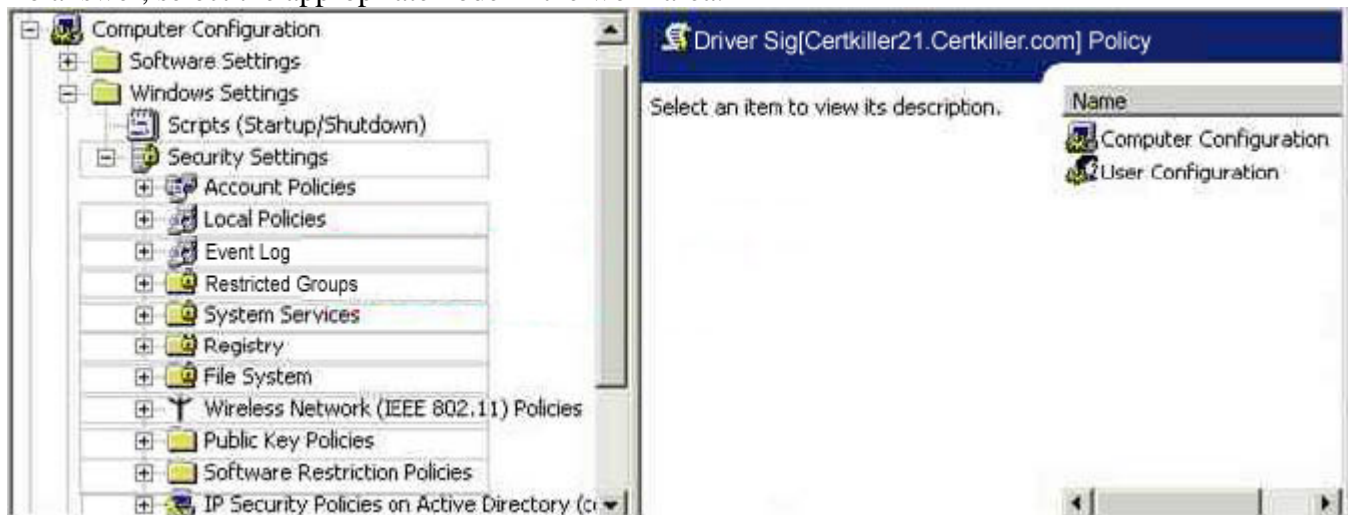 Computer Configuration
Software Settings
Windows Settings
Scripts (Startup/Shutdown)
Security Settings
Account Policies
Local Policies
Event Log
Restricted Groups
System Services
Registry
File System
Wireless Network (IEEE 802.11) Policies
Public Key Policies
Software Restriction Policies
IP Security Policies on Active Directory
Driver Sig[Certkiller21.Certkiller.com] Policy
Select an item to view its description.
Name
Computer Configuration
User Configuration